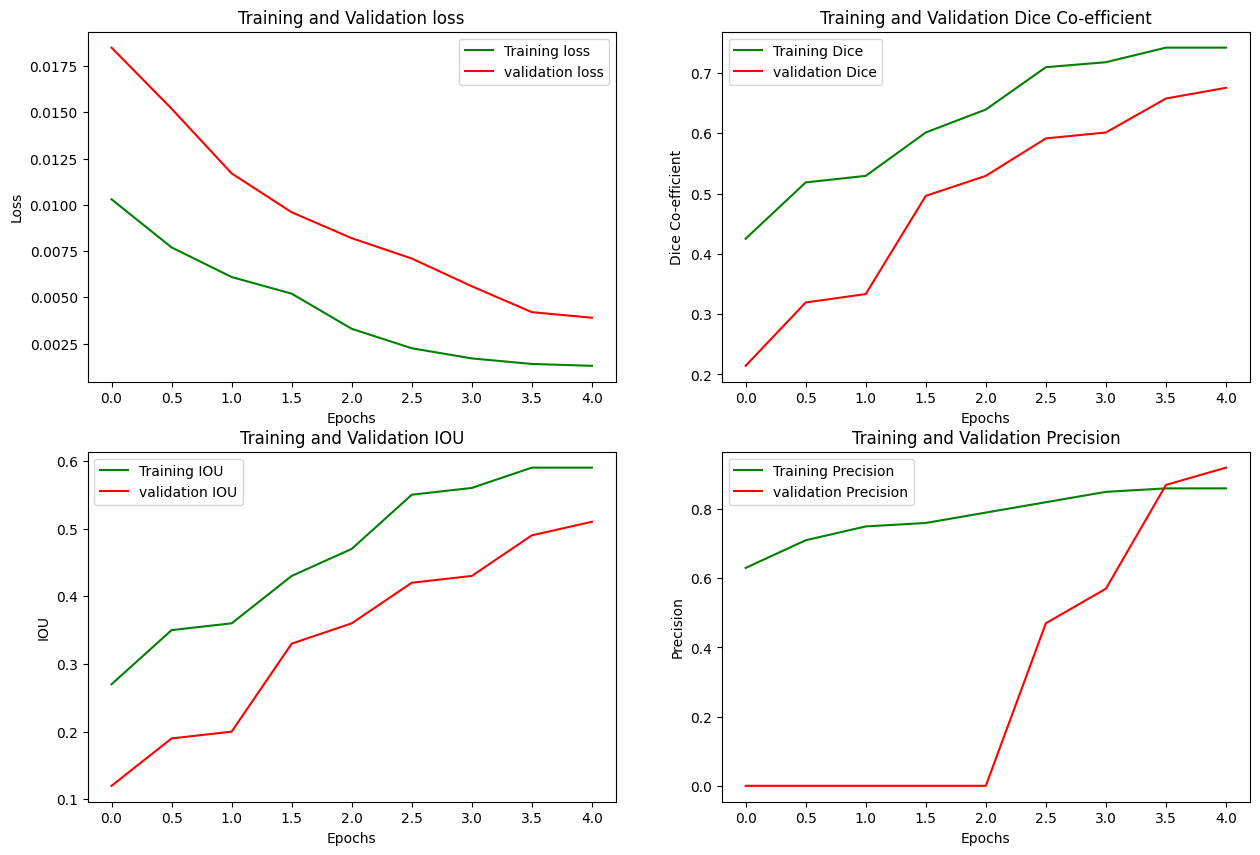 Training and Validation loss
Training loss
validation loss
0.0175
0.0150
0.0125
0.0100
0.0075
0.0050
0.0025
Loss
0.0 0.5 1.0 1.5 2.0 2.5 3.0 3.5 4.0
Epochs
Training and Validation Dice Co-efficient
Training Dice
validation Dice
0.7
0.6
0.5
0.4
0.3
0.2
Dice Co-efficient
0.0 0.5 1.0 1.5 2.0 2.5 3.0 3.5 4.0
Epochs
Training and Validation IOU
Training IOU
validation IOU
0.6
0.5
0.4
0.3
0.2
0.1
IOU
0.0 0.5 1.0 1.5 2.0 2.5 3.0 3.5 4.0
Epochs
Training and Validation Precision
Training Precision
validation Precision
0.8
0.6
0.4
0.2
0.0
Precision
0.0 0.5 1.0 1.5 2.0 2.5 3.0 3.5 4.0
Epochs